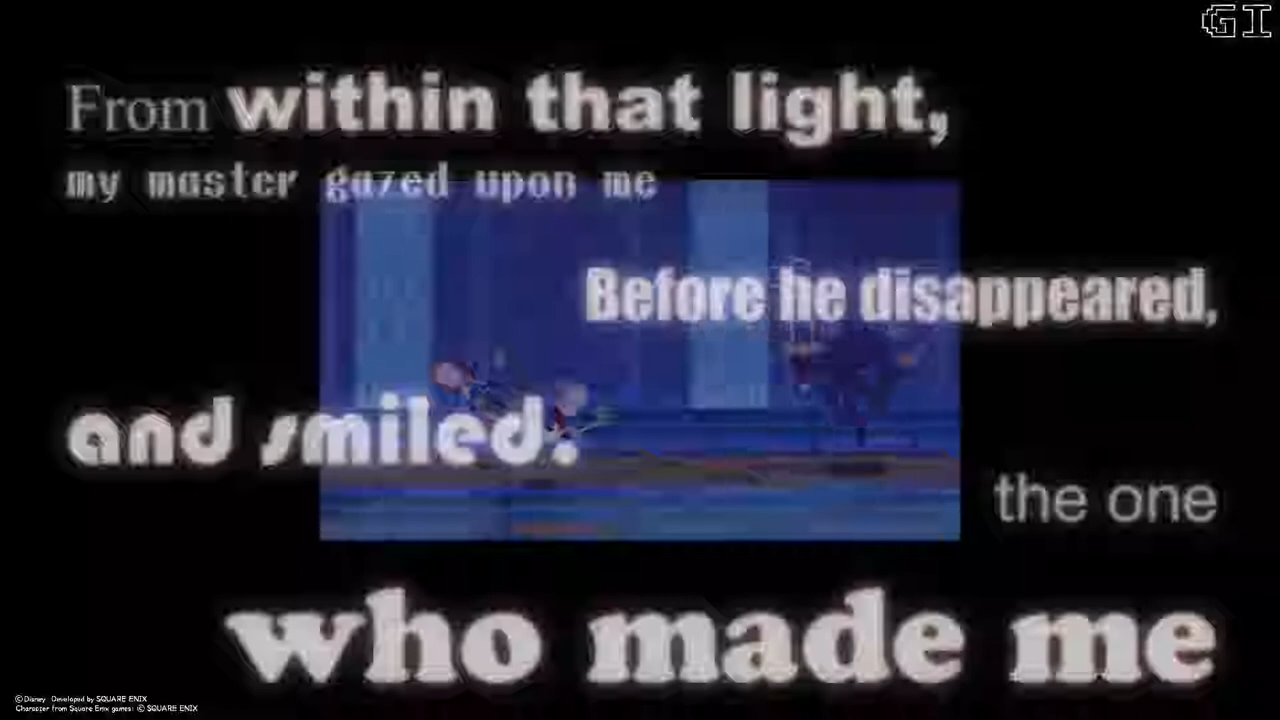 GI
From within that light,
my master gazed upon me
Before he disappeared,
and smiled.
the one
who made me
©Disney. Developed by SQUARE ENIX
Character from Square Enix games: © SQUARE ENIX